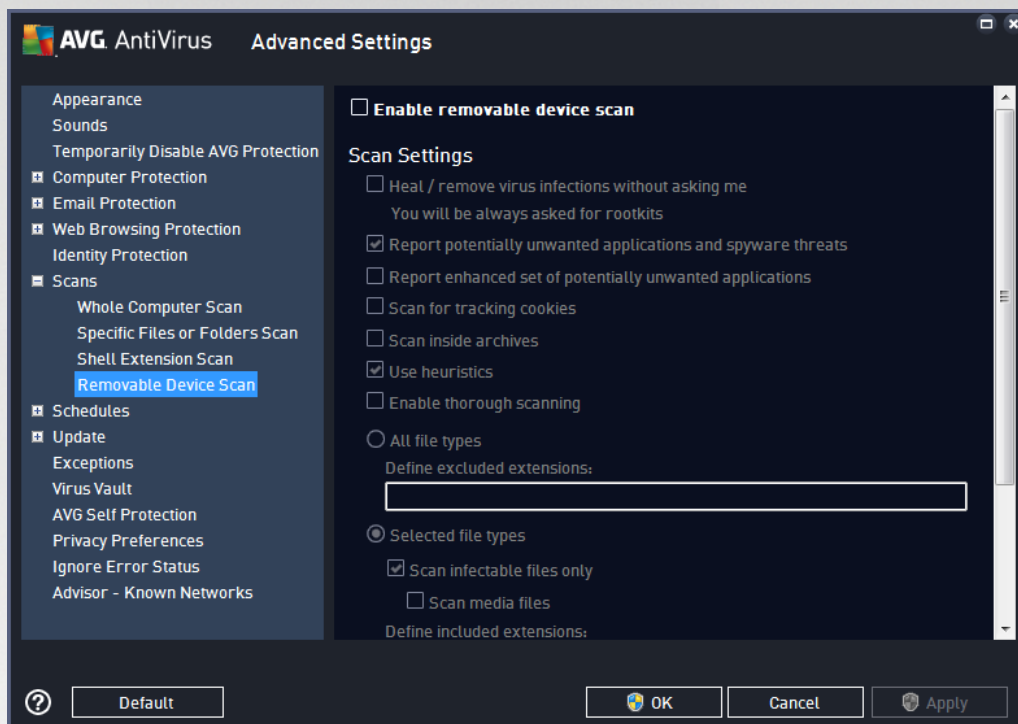 AVG. AntiVirus Advanced Settings
Appearance
Sounds
Temporarily Disable AVG Protection
Computer Protection
Email Protection
Web Browsing Protection
Identity Protection
Scans
Whole Computer Scan
Specific Files or Folders Scan
Shell Extension Scan
Removable Device Scan
Schedules
Update
Exceptions
Virus Vault
AVG Self Protection
Privacy Preferences
Ignore Error Status
Advisor - Known Networks
Enable removable device scan
Scan Settings
Heal / remove virus infections without asking me
You will be always asked for rootkits
Report potentially unwanted applications and spyware threats
Report enhanced set of potentially unwanted applications
Scan for tracking cookies
Scan inside archives
Use heuristics
Enable thorough scanning
All file types
Define excluded extensions:
Selected file types
Scan infectable files only
Scan media files
Define included extensions:
? Default OK Cancel Apply